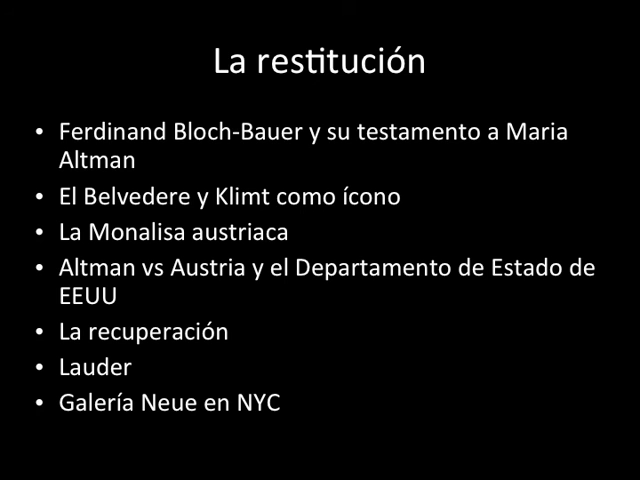 La restitución
• Ferdinand Bloch-Bauer y su testamento a Maria
Altman
• El Belvedere y Klimt como ícono
• La Monalisa austriaca
• Altman vs Austria y el Departamento de Estado de
EEUU
• La recuperación
• Lauder
• Galería Neue en NYC